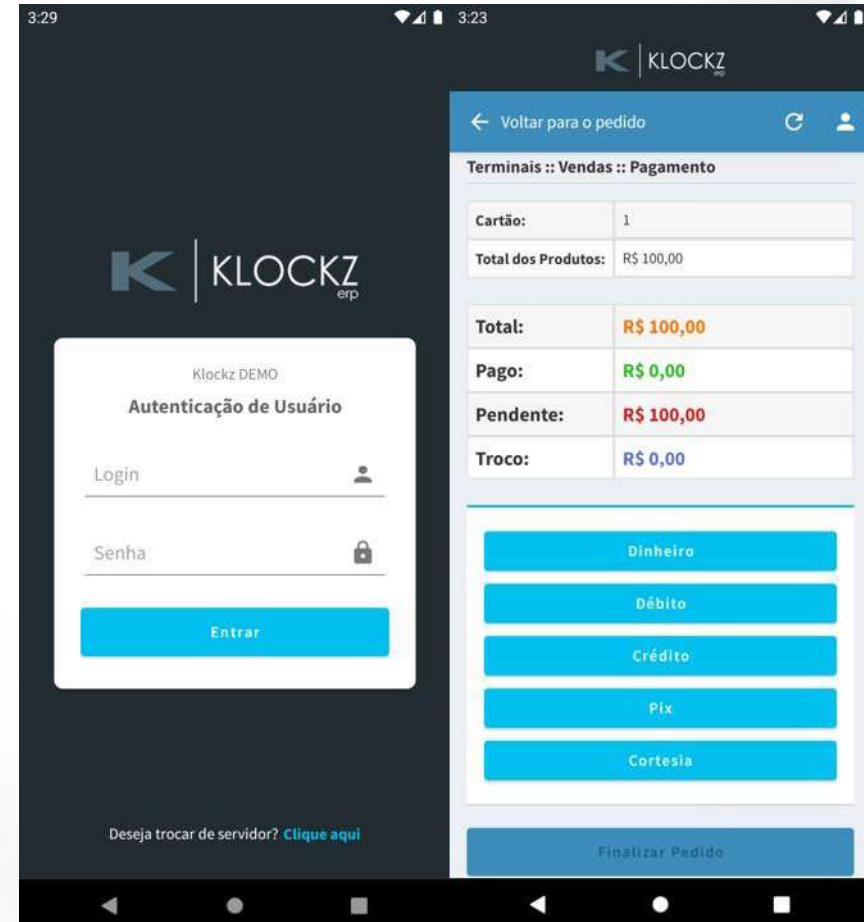 3:29
KLOCKZ
erp
Klockz DEMO
Autenticação de Usuário
Login
Senha
Entrar
Deseja trocar de servidor? Clique aqui
3:23
KLOCKZ
erp
Voltar para o pedido
Terminais :: Vendas :: Pagamento
Cartão: 1
Total dos Produtos: R$ 100,00
Total: R$ 100,00
Pago: R$ 0,00
Pendente: R$ 100,00
Troco: R$ 0,00
Dinheiro
Débito
Crédito
Pix
Cortesia
Finalizar Pedido